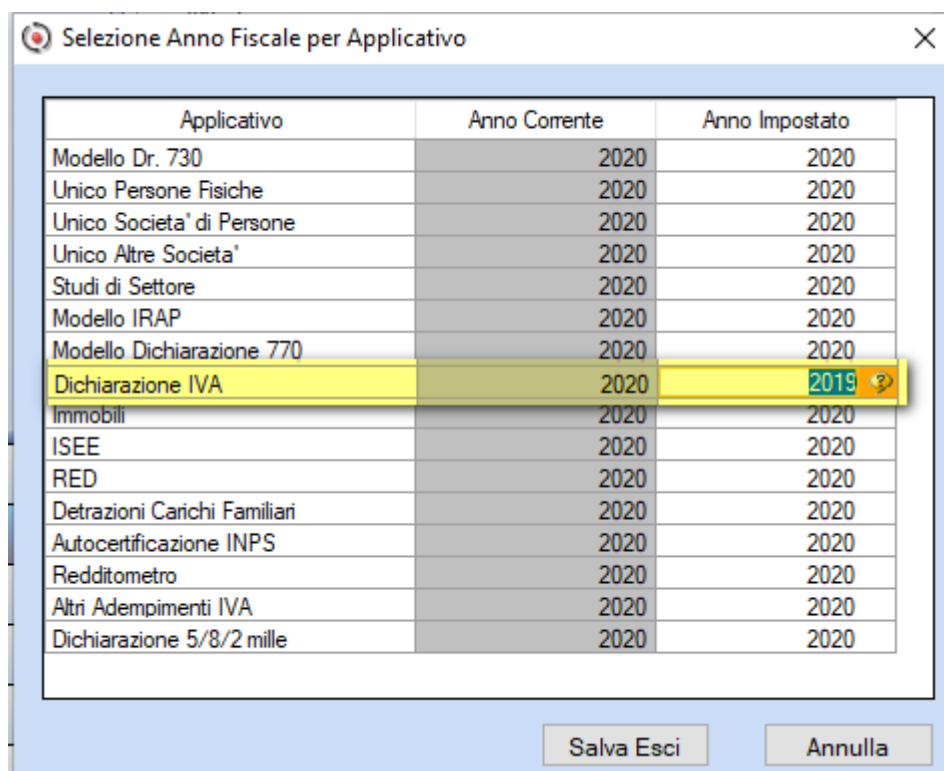 Selezione Anno Fiscale per Applicativo
Applicativo Anno Corrente Anno Impostato
Modello Dr. 730 2020 2020
Unico Persone Fisiche 2020 2020
Unico Societa' di Persone 2020 2020
Unico Altre Societa' 2020 2020
Studi di Settore 2020 2020
Modello IRAP 2020 2020
Modello Dichiarazione 770 2020 2020
Dichiarazione IVA 2020 2019
Immobili 2020 2020
ISEE 2020 2020
RED 2020 2020
Detrazioni Carichi Familiari 2020 2020
Autocertificazione INPS 2020 2020
Redditometro 2020 2020
Altri Adempimenti IVA 2020 2020
Dichiarazione 5/8/2 mille 2020 2020
Salva Esci Annulla